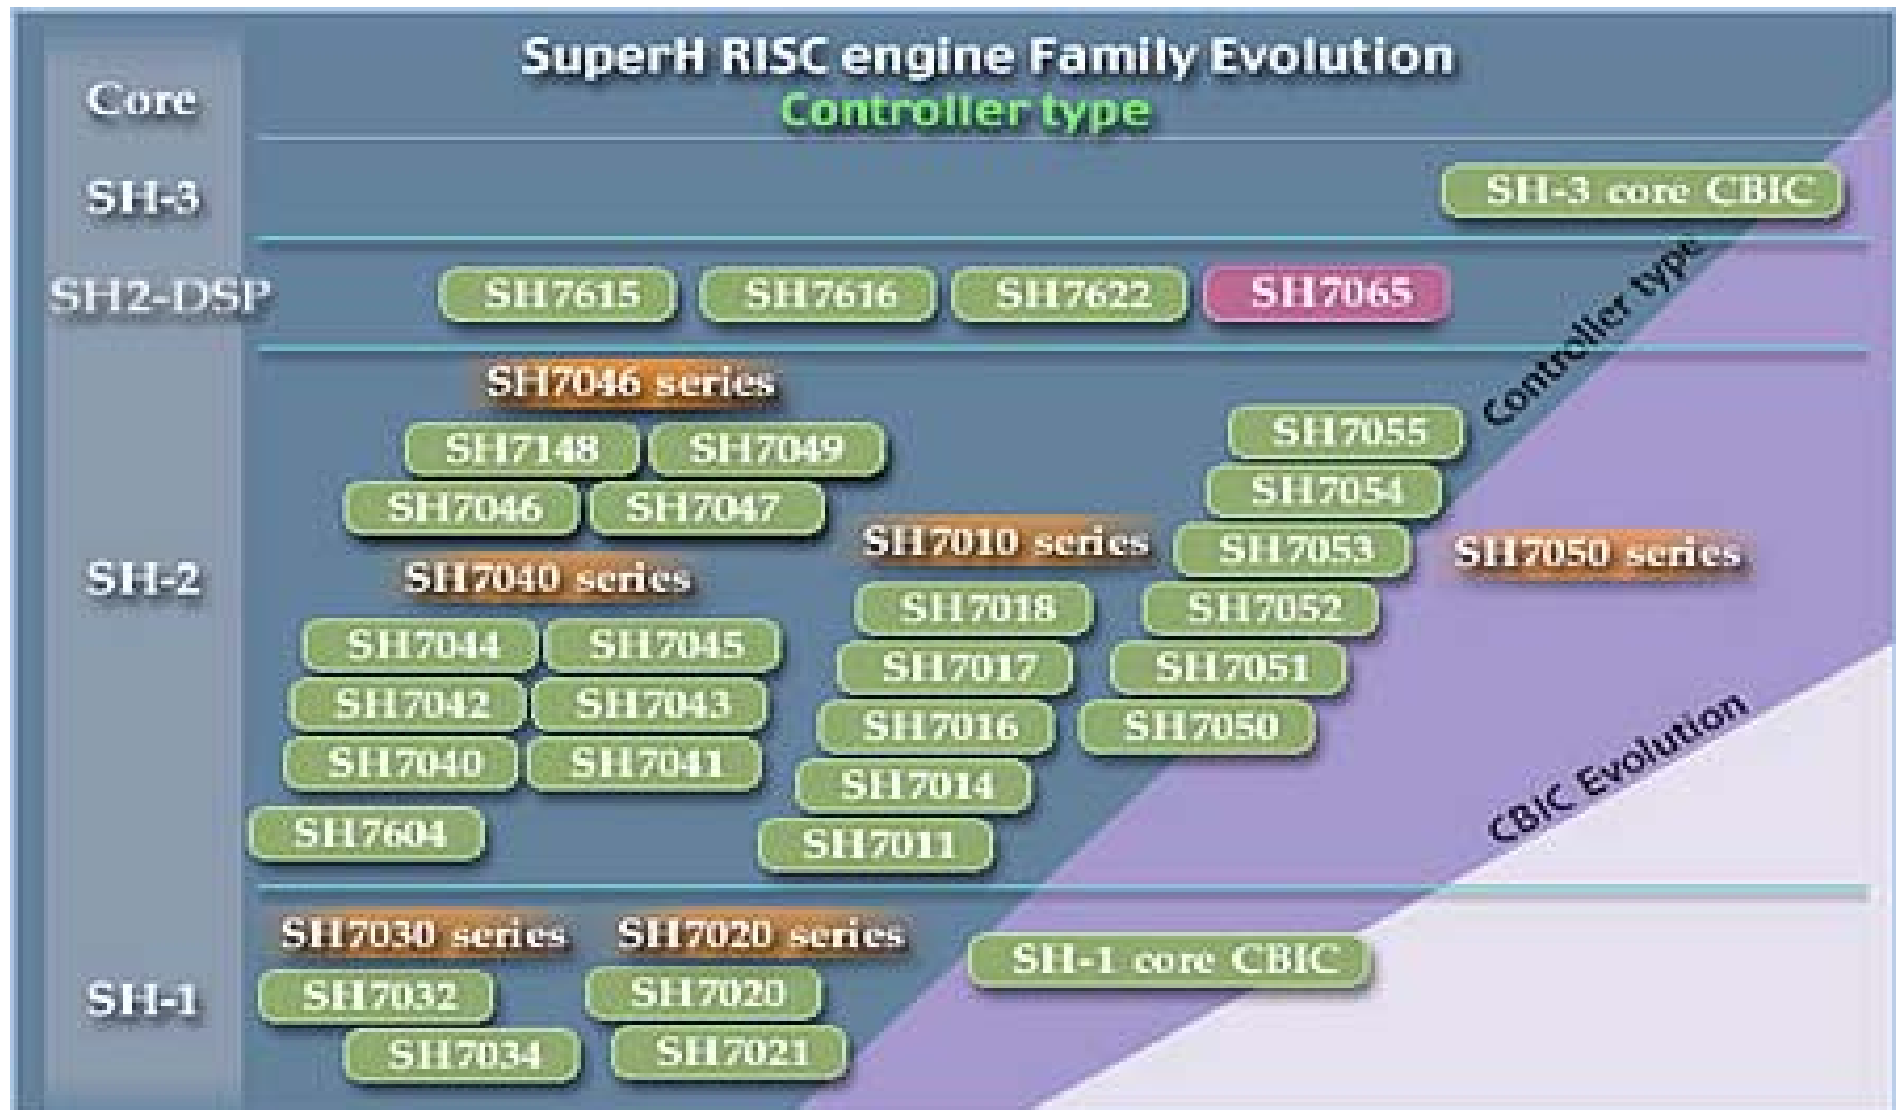 SuperH RISC engine Family Evolution
Controller type
Core
SH-3
SH-3 core CBIC
SH2-DSP
SH7615 SH7616 SH7622 SH7065
Controller type
SH-2
SH7046 series
SH7148 SH7049
SH7046 SH7047
SH7040 series
SH7044 SH7045
SH7042 SH7043
SH7040 SH7041
SH7604
SH7010 series
SH7018
SH7017
SH7016
SH7014
SH7011
SH7055
SH7054
SH7053
SH7052
SH7051
SH7050
SH7050 series
CBIC Evolution
SH-1
SH7030 series
SH7032
SH7034
SH7020 series
SH7020
SH7021
SH-1 core CBIC